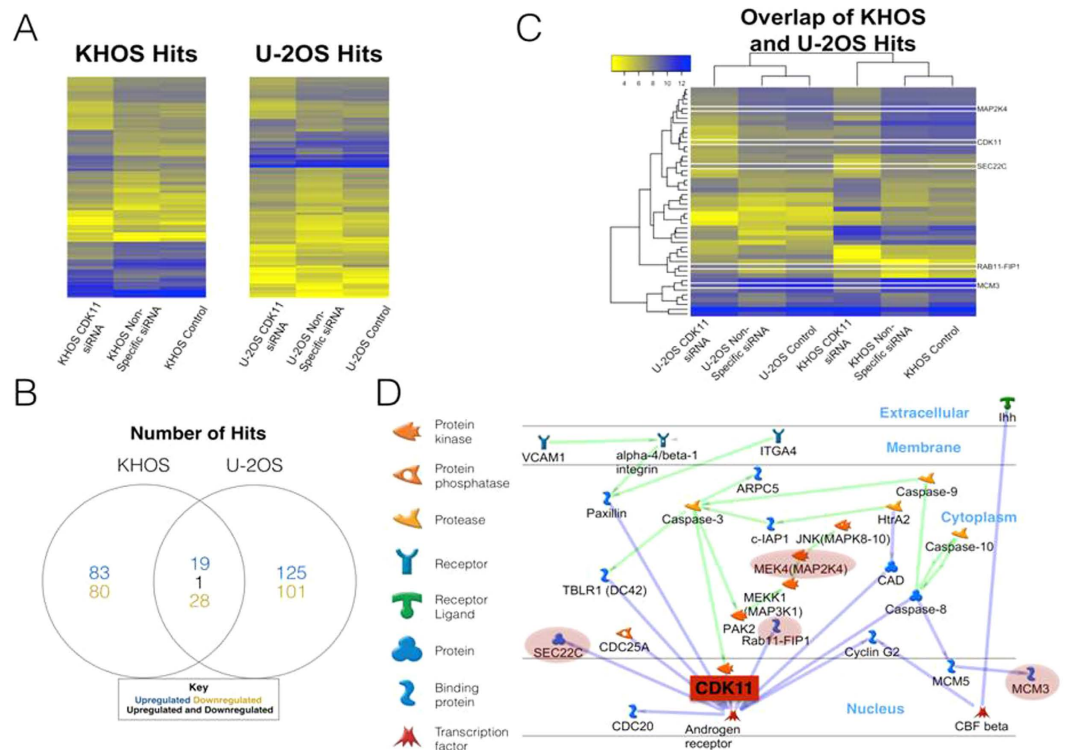 A
KHOS Hits
U-2OS Hits
KHOS CDK11
siRNA
KHOS Non-
Specific siRNA
KHOS Control
U-2OS CDK11
siRNA
U-2OS Non-
Specific siRNA
U-2OS Control
C
Overlap of KHOS
and U-2OS Hits
4 6 8 10 12
MAP2K4
CDK11
SEC22C
RAB11-FIP1
MCM3
U-2OS CDK11
siRNA
U-2OS Non-
Specific siRNA
U-2OS Control
KHOS CDK11
siRNA
KHOS Non-
Specific siRNA
KHOS Control
B
Number of Hits
KHOS
U-2OS
83
80
19
1
28
125
101
Key
Upregulated Downregulated
Upregulated and Downregulated
D
Protein
kinase
Protein
phosphatase
Protease
Receptor
Receptor
Ligand
Protein
Binding
protein
Transcription
factor
Extracellular
Ihh
Membrane
VCAM1
alpha-4/beta-1
integrin
ITGA4
ARPC5
Caspase-9
Paxillin
Caspase-3
HtrA2
Cytoplasm
c-IAP1
JNK(MAPK8-10)
Caspase-10
MEK4(MAP2K4)
TBLR1 (DC42)
CAD
MEKK1
(MAP3K1)
Caspase-8
PAK2
Rab11-FIP1
SEC22C
CDC25A
Cyclin G2
CDK11
MCM5
MCM3
Nucleus
CDC20
Androgen
receptor
CBF beta